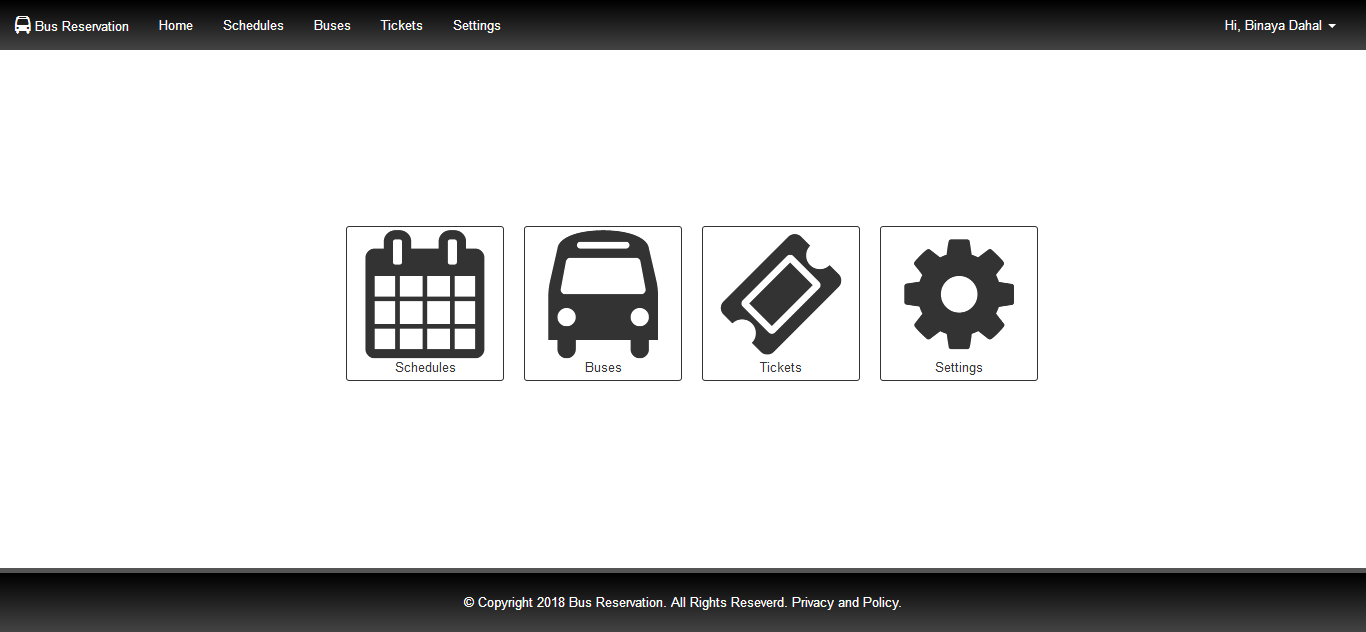 Bus Reservation Home Schedules Buses Tickets Settings Hi, Binaya Dahal
Schedules Buses Tickets Settings
© Copyright 2018 Bus Reservation. All Rights Reseverd. Privacy and Policy.